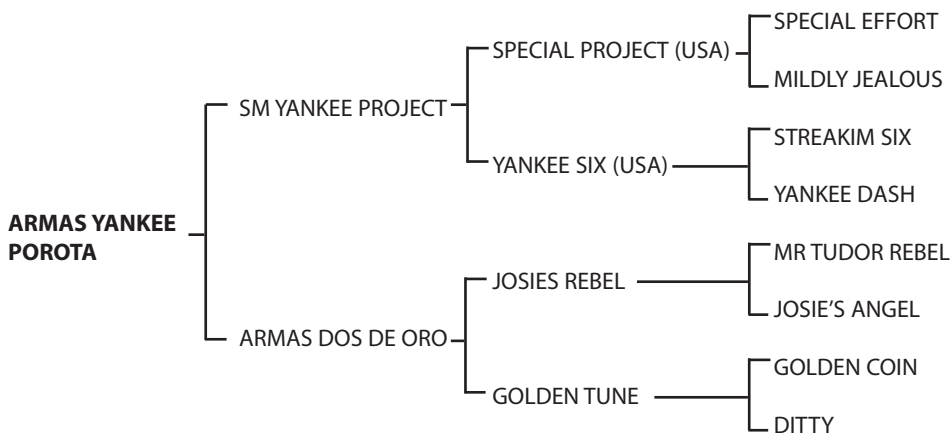 SPECIAL EFFORT
SPECIAL PROJECT (USA)
MILDLY JEALOUS
SM YANKEE PROJECT
STREAKIM SIX
YANKEE SIX (USA)
YANKEE DASH
ARMAS YANKEE
POROTA
MR TUDOR REBEL
JOSIES REBEL
JOSIE'S ANGEL
ARMAS DOS DE ORO
GOLDEN COIN
GOLDEN TUNE
DITTY